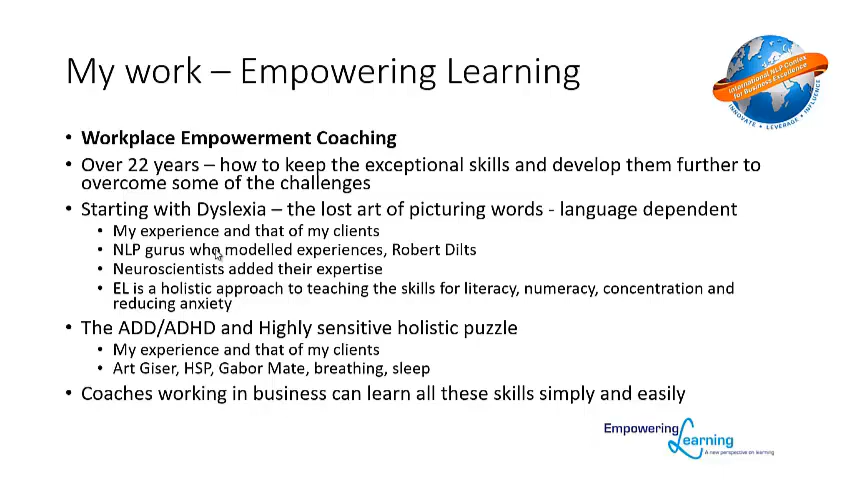 My work – Empowering Learning
International NLP Contex
for Business Excellence
INNOVATE • LEVERAGE • INFLUENCE
• Workplace Empowerment Coaching
• Over 22 years – how to keep the exceptional skills and develop them further to
overcome some of the challenges
• Starting with Dyslexia – the lost art of picturing words - language dependent
• My experience and that of my clients
• NLP gurus who modelled experiences, Robert Dilts
• Neuroscientists added their expertise
• EL is a holistic approach to teaching the skills for literacy, numeracy, concentration and
reducing anxiety
• The ADD/ADHD and Highly sensitive holistic puzzle
• My experience and that of my clients
• Art Giser, HSP, Gabor Mate, breathing, sleep
• Coaches working in business can learn all these skills simply and easily
Empowering
Learning
A new perspective on learning